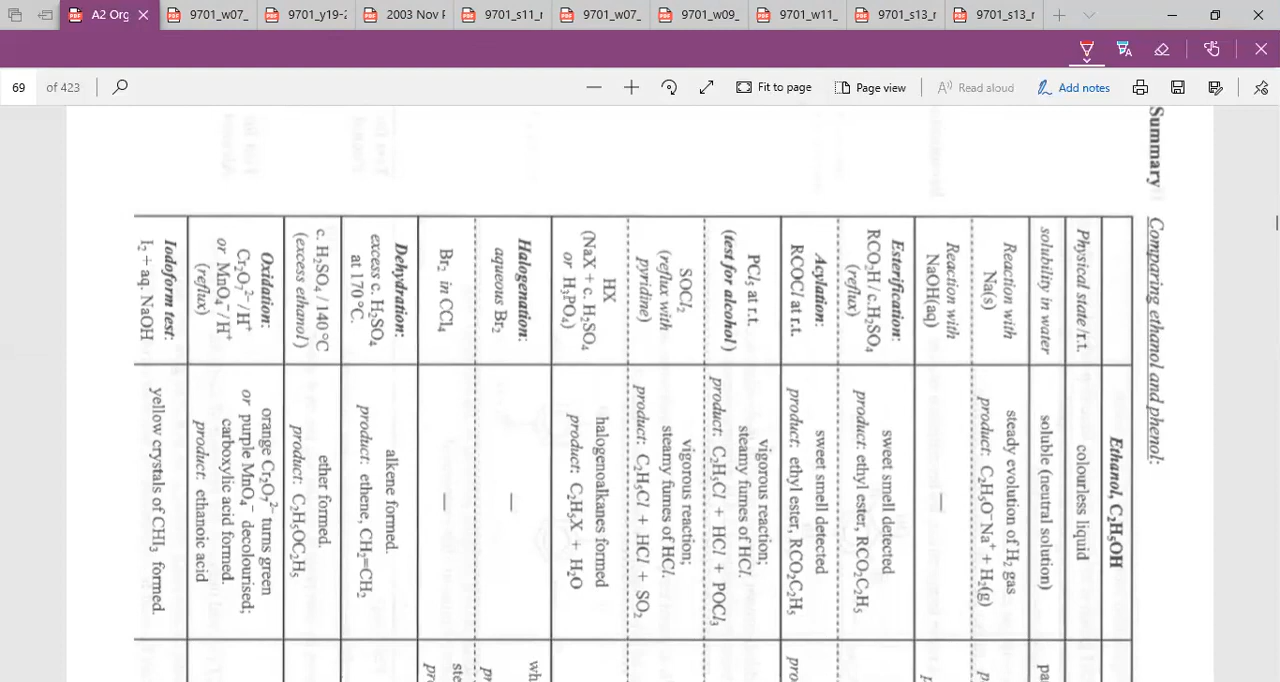 A2 Org
9701_w07_
9701_y19-2
2003 Nov F
9701_s11_r
9701_w07_
9701_w09_
9701_w11_
9701_s13_r
9701_s13_r
69 of 423
Fit to page
Page view
Read aloud
Add notes
Summary
Comparing ethanol and phenol:
Ethanol, C₂H₅OH
Physical state/r.t.
colourless liquid
solubility in water
soluble (neutral solution)
pa
Reaction with
Na(s)
steady evolution of H₂ gas
product: C₂H₅O⁻Na⁺ + H₂(g)
p
Reaction with
NaOH(aq)
—
p
Esterification:
RCO₂H / c.H₂SO₄
(reflux)
sweet smell detected
product: ethyl ester, RCO₂C₂H₅
Acylation:
RCOCl at r.t.
sweet smell detected
product: ethyl ester, RCO₂C₂H₅
pro
PCl₅ at r.t.
(test for alcohol)
vigorous reaction;
steamy fumes of HCl.
product: C₂H₅Cl + HCl + POCl₃
SOCl₂
(reflux with
pyridine)
vigorous reaction;
steamy fumes of HCl.
product: C₂H₅Cl + HCl + SO₂
HX
(NaX + c. H₂SO₄
or H₃PO₄)
halogenoalkanes formed
product: C₂H₅X + H₂O
Halogenation:
aqueous Br₂
—
wh
p
Br₂ in CCl₄
—
ste
pr
Dehydration:
excess c. H₂SO₄
at 170 °C.
alkene formed.
product: ethene, CH₂=CH₂
c. H₂SO₄ / 140 °C
(excess ethanol)
ether formed.
product: C₂H₅OC₂H₅
Oxidation:
Cr₂O₇²⁻/ H⁺
or MnO₄⁻ / H⁺
(reflux)
orange Cr₂O₇²⁻ turns green
or purple MnO₄⁻ decolourised;
carboxylic acid formed.
product: ethanoic acid
Iodoform test:
I₂ + aq. NaOH
yellow crystals of CHI₃ formed.